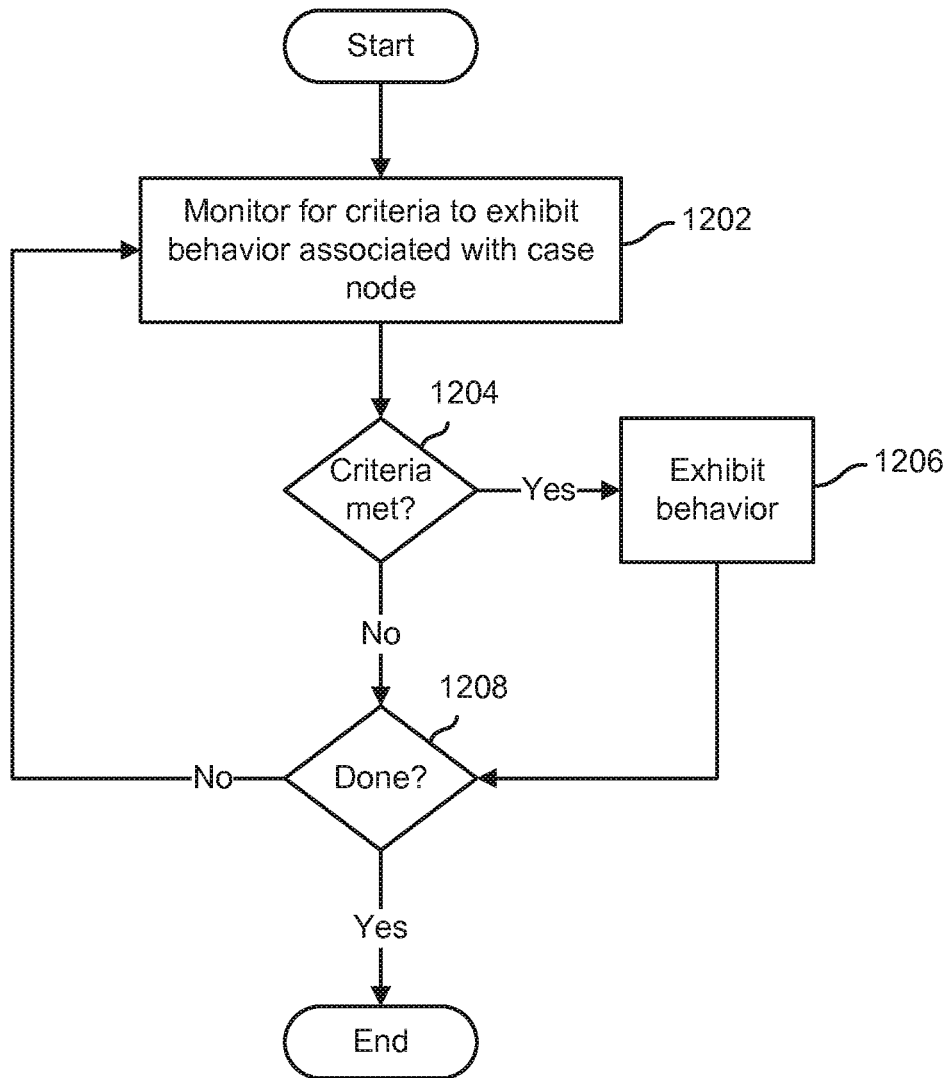 Start
Monitor for criteria to exhibit
behavior associated with case
node
1202
1204
Criteria
met?
Yes
Exhibit
behavior
1206
No
1208
Done?
No
Yes
End